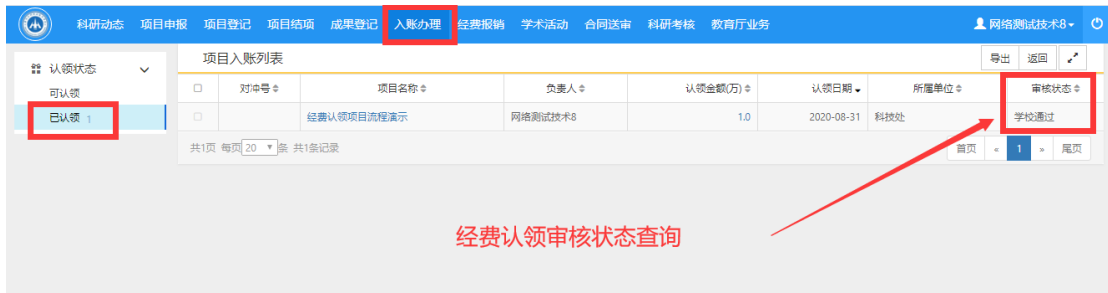 科研动态 项目申报 项目登记 项目结项 成果登记 入账办理 经费报销 学术活动 合同送审 科研考核 教育厅业务 网络测试技术8
认领状态
可认领
已认领 1
项目入账列表 导出 返回
对冲号 项目名称 负责人 认领金额(万) 认领日期 所属单位 审核状态
经费认领项目流程演示 网络测试技术8 1.0 2020-08-31 科技处 学校通过
共1页 每页 20 条 共1条记录 首页 « 1 » 尾页
经费认领审核状态查询